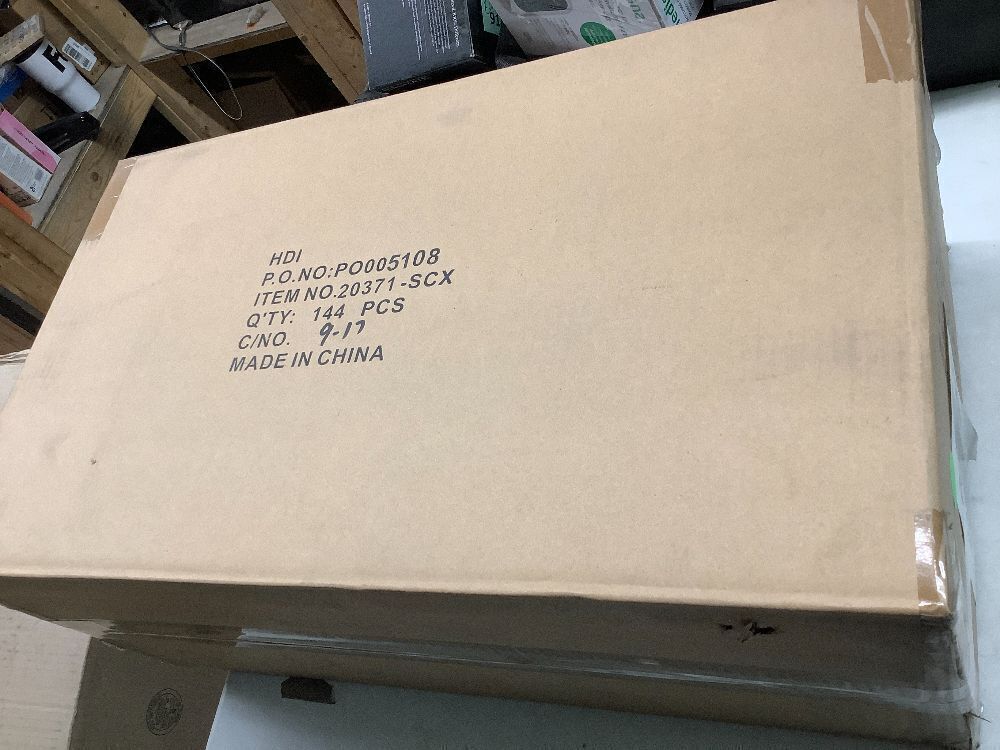 HDI
P.O.NO:PO005108
ITEM NO.20371-SCX
Q'TY: 144 PCS
C/NO. 9-17
MADE IN CHINA